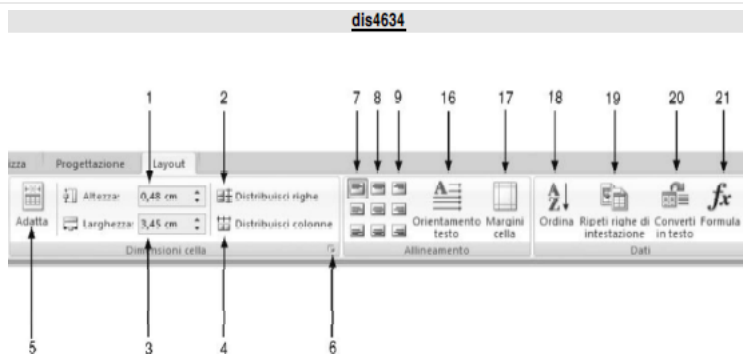 dis4634
1 2 7 8 9 16 17 18 19 20 21
izza Progettazione Layout
Altezza: 0,48 cm Distribuisci righe
Adatta Larghezza: 3,45 cm Distribuisci colonne Orientamento testo Margini cella Ordina Ripeti righe di intestazione Converti in testo Formula
Dimensioni cella Allineamento Dati
5 3 4 6